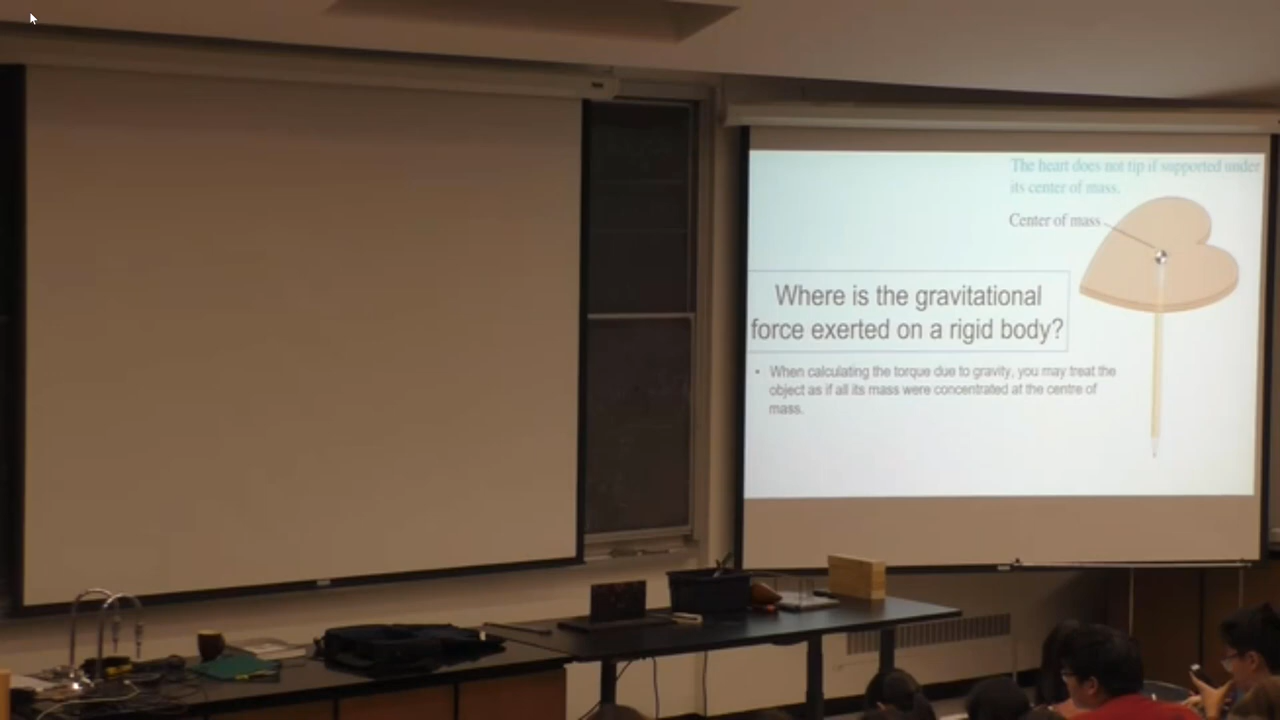 The heart does not tip if supported under
its center of mass.
Center of mass
Where is the gravitational
force exerted on a rigid body?
• When calculating the torque due to gravity, you may treat the
object as if all its mass were concentrated at the centre of
mass.